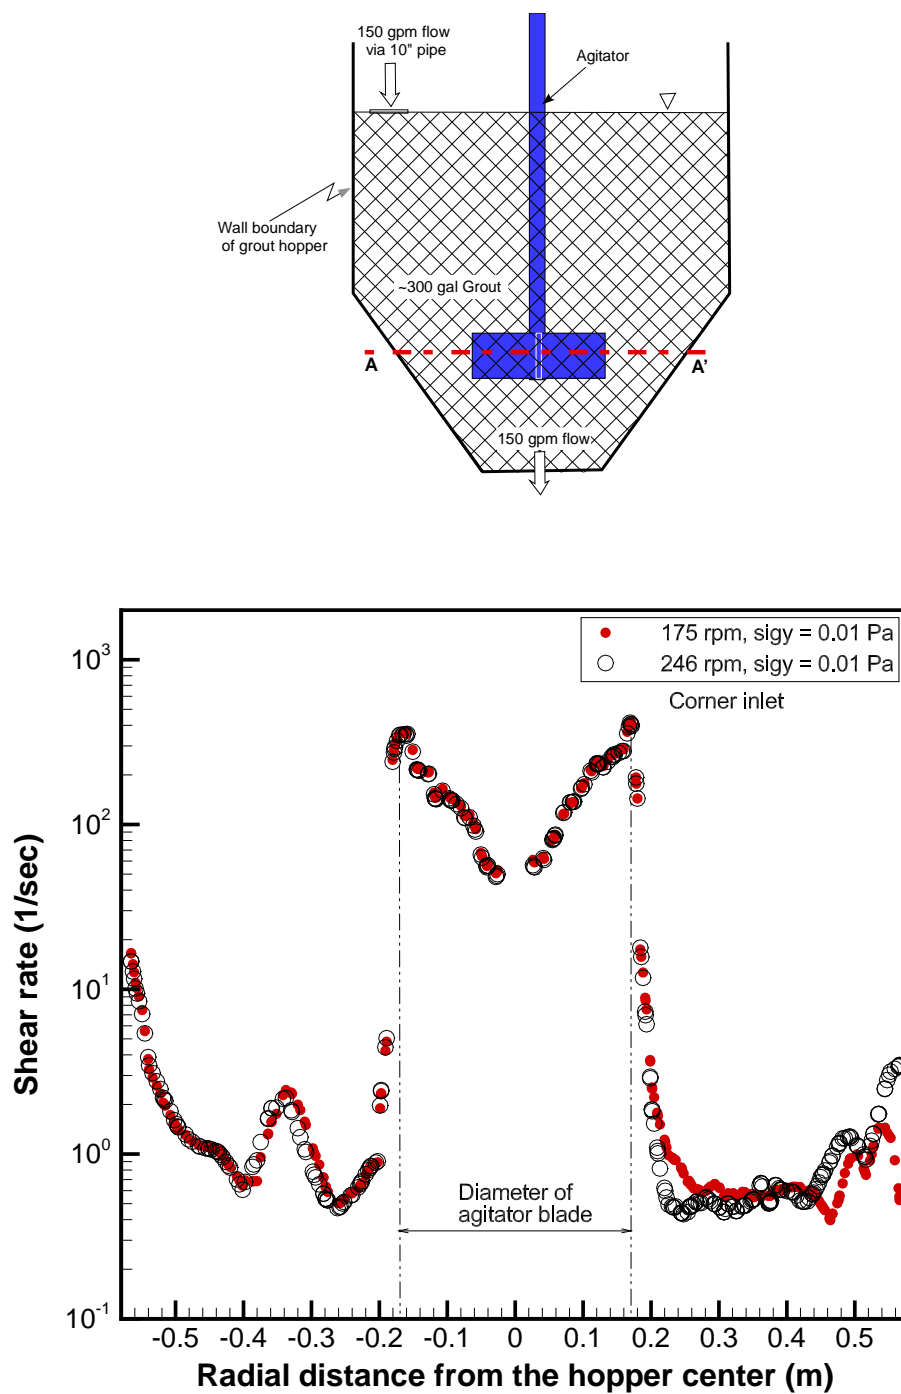 150 gpm flow
via 10" pipe
Agitator
Wall boundary
of grout hopper
~300 gal Grout
A
A'
150 gpm flow
175 rpm, sigy = 0.01 Pa
246 rpm, sigy = 0.01 Pa
Corner inlet
Diameter of
agitator blade
10³
10²
10¹
10⁰
10⁻¹
Shear rate (1/sec)
-0.5 -0.4 -0.3 -0.2 -0.1 0 0.1 0.2 0.3 0.4 0.5
Radial distance from the hopper center (m)